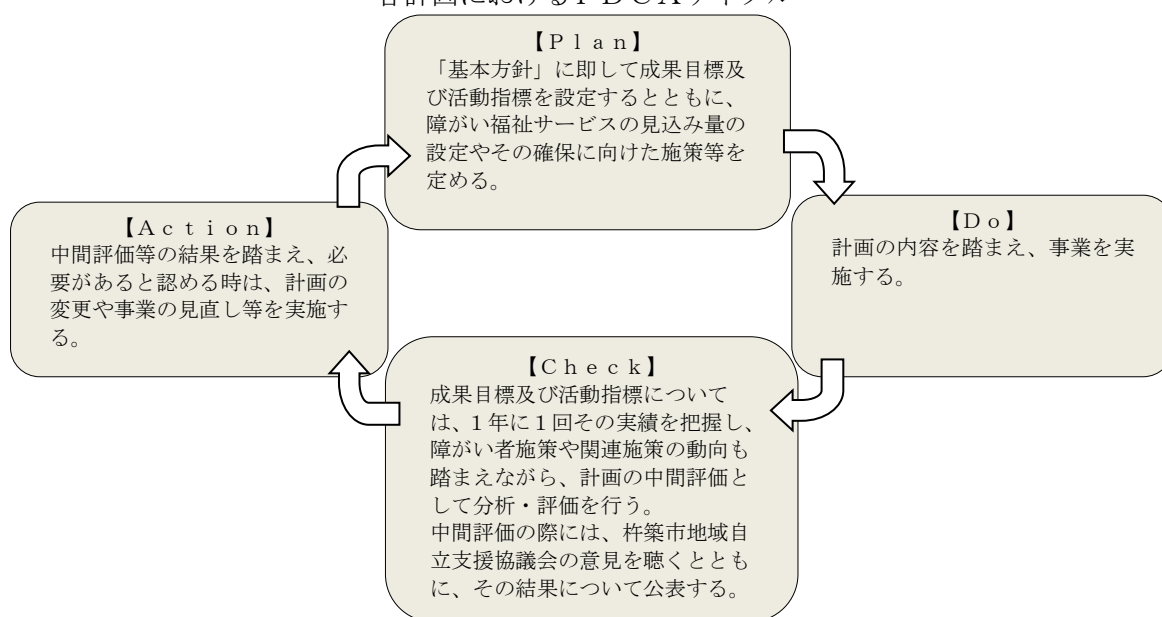 各計画におけるＰＤＣＡサイクル
【Ｐｌａｎ】
「基本方針」に即して成果目標及
び活動指標を設定するとともに、
障がい福祉サービスの見込み量の
設定やその確保に向けた施策等を
定める。
【Ａｃｔｉｏｎ】
中間評価等の結果を踏まえ、必
要があると認める時は、計画の
変更や事業の見直し等を実施す
る。
【Ｄｏ】
計画の内容を踏まえ、事業を実
施する。
【Ｃｈｅｃｋ】
成果目標及び活動指標について
は、１年に１回その実績を把握し、
障がい者施策や関連施策の動向も
踏まえながら、計画の中間評価と
して分析・評価を行う。
中間評価の際には、杵築市地域自
立支援協議会の意見を聴くととも
に、その結果について公表する。